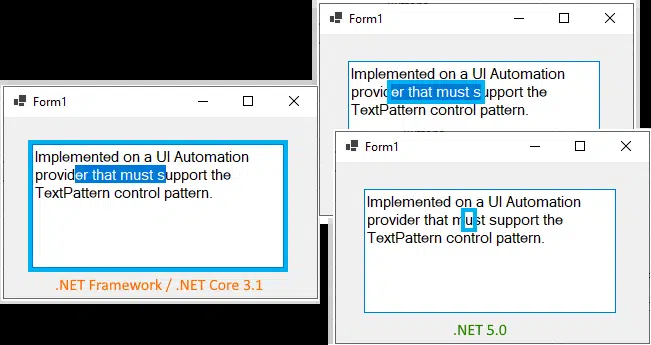 Form1
Implemented on a UI Automation
provider that must support the
TextPattern control pattern.
.NET Framework / .NET Core 3.1
Form1
Implemented on a UI Automation
provider that must support the
TextPattern control pattern.
Form1
Implemented on a UI Automation
provider that must support the
TextPattern control pattern.
.NET 5.0